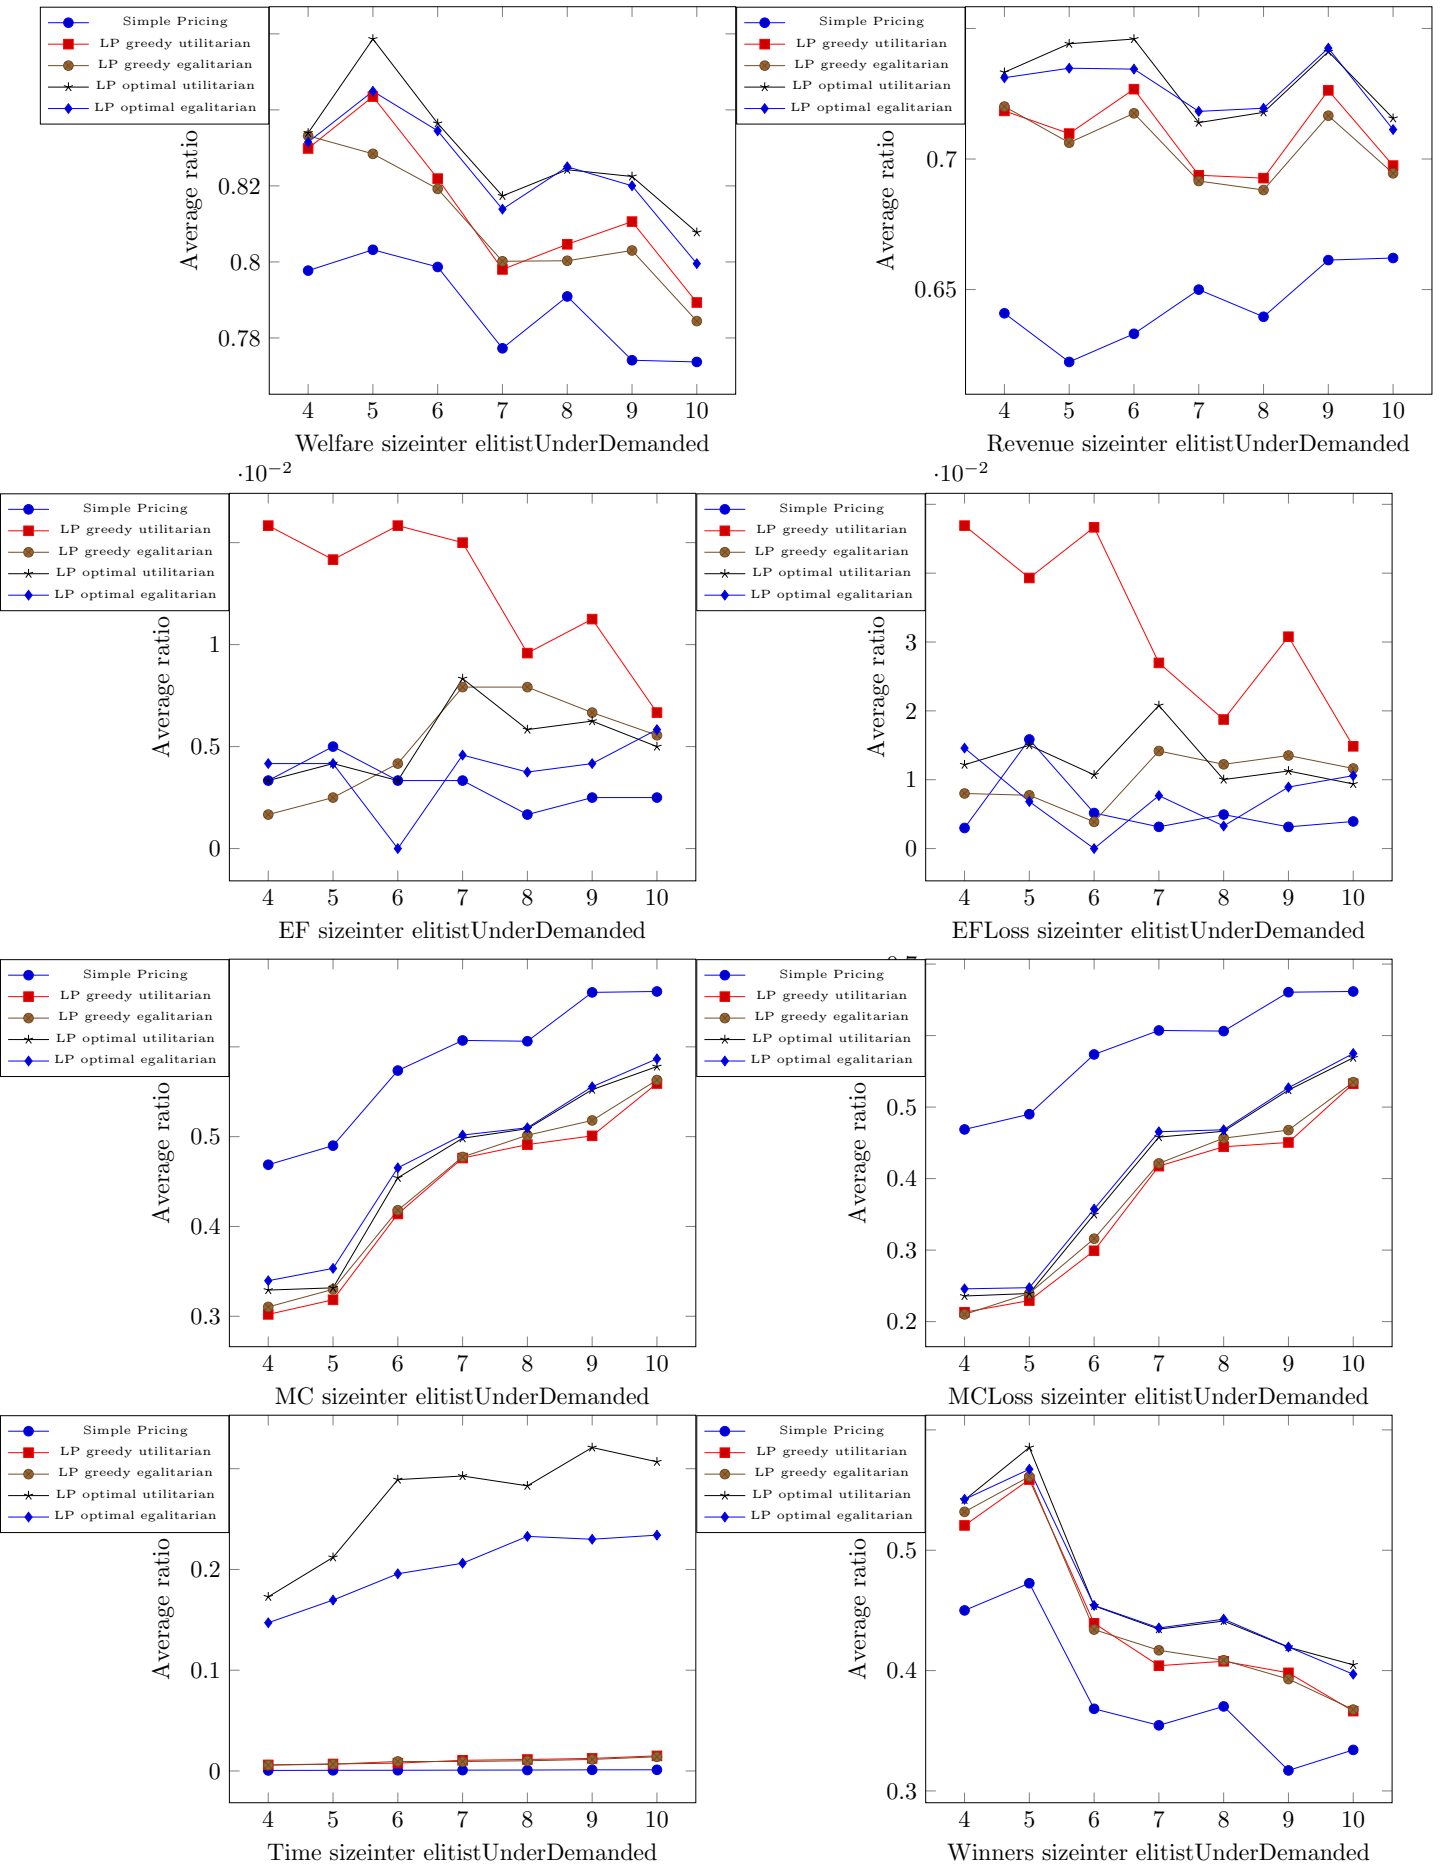 Simple Pricing
LP greedy utilitarian
LP greedy egalitarian
LP optimal utilitarian
LP optimal egalitarian
Average ratio
0.82
0.8
0.78
4 5 6 7 8 9 10
Welfare sizeinter elitistUnderDemanded
Simple Pricing
LP greedy utilitarian
LP greedy egalitarian
LP optimal utilitarian
LP optimal egalitarian
Average ratio
0.7
0.65
4 5 6 7 8 9 10
Revenue sizeinter elitistUnderDemanded
·10−2
Simple Pricing
LP greedy utilitarian
LP greedy egalitarian
LP optimal utilitarian
LP optimal egalitarian
Average ratio
1
0.5
0
4 5 6 7 8 9 10
EF sizeinter elitistUnderDemanded
·10−2
Simple Pricing
LP greedy utilitarian
LP greedy egalitarian
LP optimal utilitarian
LP optimal egalitarian
Average ratio
3
2
1
0
4 5 6 7 8 9 10
EFLoss sizeinter elitistUnderDemanded
Simple Pricing
LP greedy utilitarian
LP greedy egalitarian
LP optimal utilitarian
LP optimal egalitarian
Average ratio
0.5
0.4
0.3
4 5 6 7 8 9 10
MC sizeinter elitistUnderDemanded
Simple Pricing
LP greedy utilitarian
LP greedy egalitarian
LP optimal utilitarian
LP optimal egalitarian
Average ratio
0.5
0.4
0.3
0.2
4 5 6 7 8 9 10
MCLoss sizeinter elitistUnderDemanded
Simple Pricing
LP greedy utilitarian
LP greedy egalitarian
LP optimal utilitarian
LP optimal egalitarian
Average ratio
0.2
0.1
0
4 5 6 7 8 9 10
Time sizeinter elitistUnderDemanded
Simple Pricing
LP greedy utilitarian
LP greedy egalitarian
LP optimal utilitarian
LP optimal egalitarian
Average ratio
0.5
0.4
0.3
4 5 6 7 8 9 10
Winners sizeinter elitistUnderDemanded